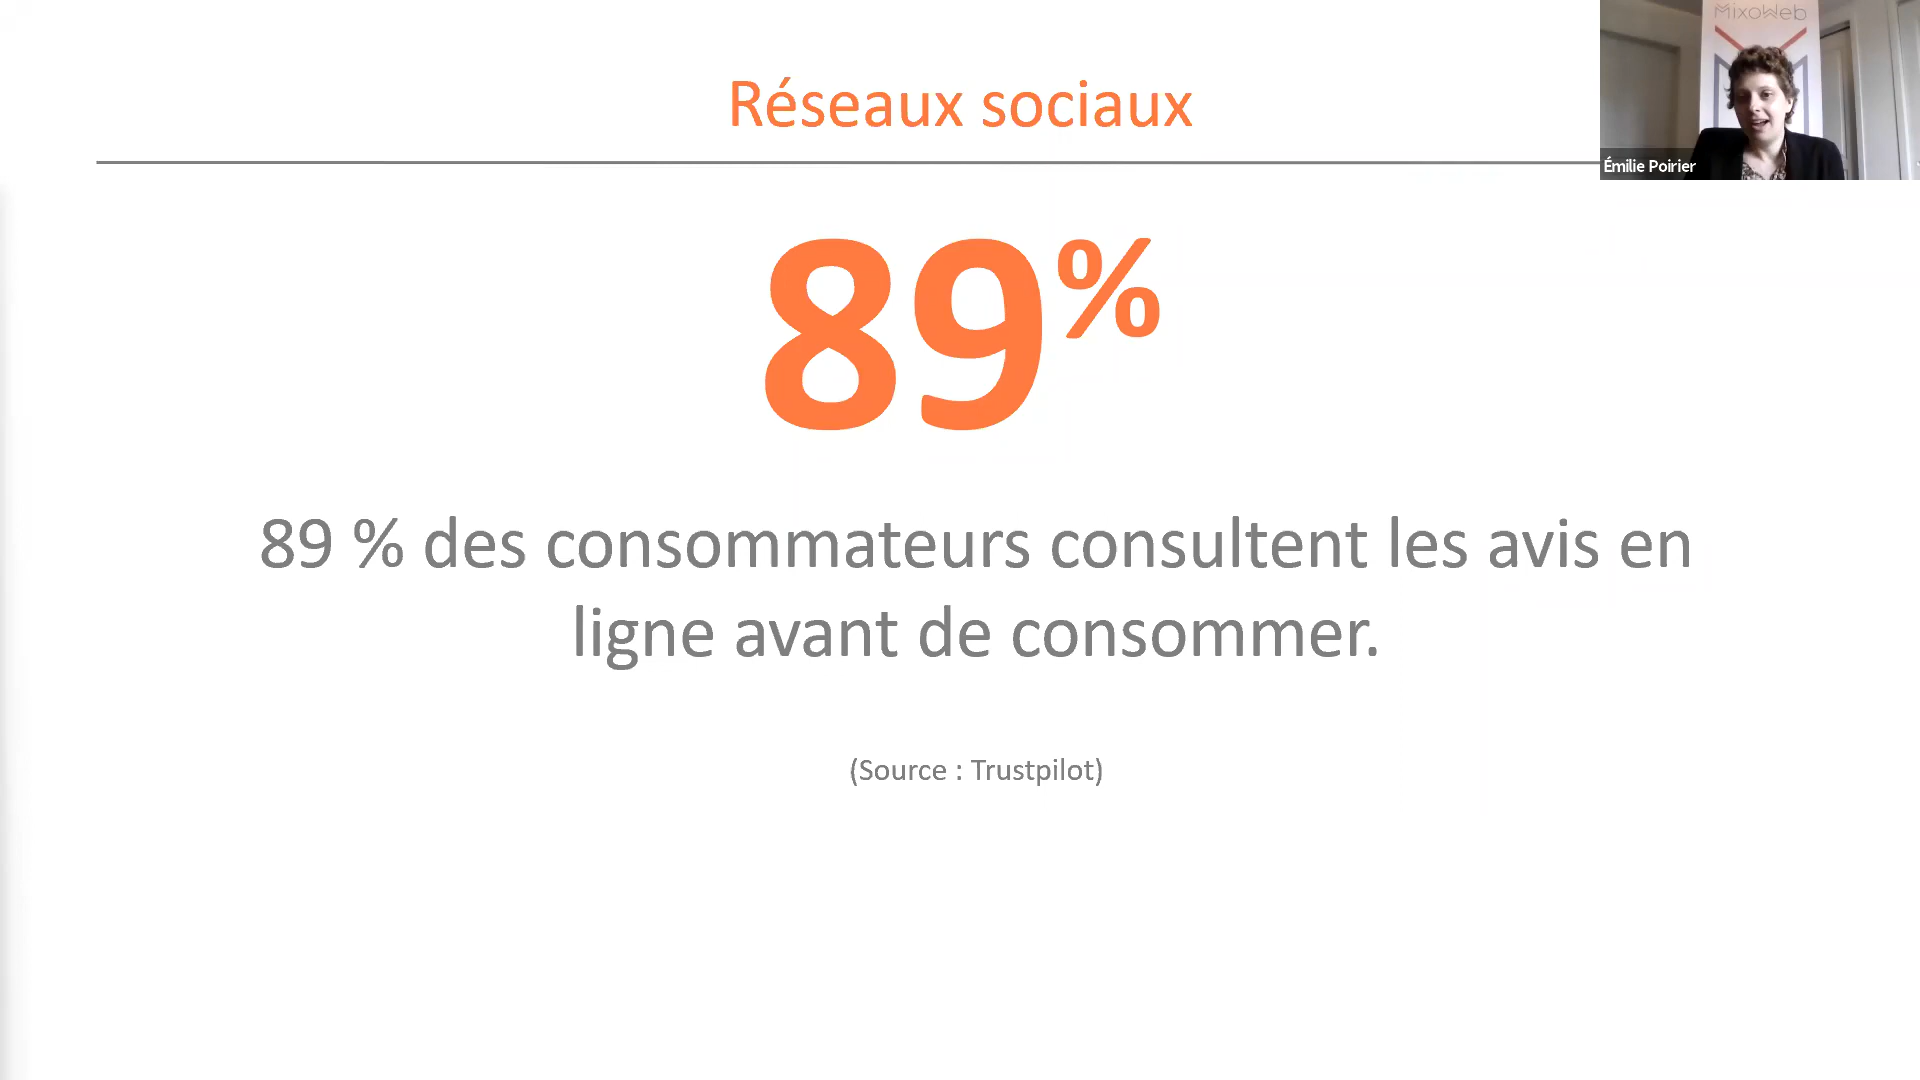 MixoWeb
Réseaux sociaux
Émilie Poirier
89%
89 % des consommateurs consultent les avis en
ligne avant de consommer.
(Source : Trustpilot)